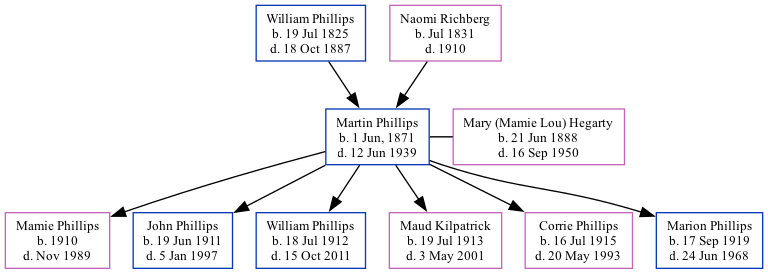 William Phillips
b. 19 Jul 1825
d. 18 Oct 1887
Naomi Richberg
b. Jul 1831
d. 1910
Martin Phillips
b. 1 Jun, 1871
d. 12 Jun 1939
Mary (Mamie Lou) Hegarty
b. 21 Jun 1888
d. 16 Sep 1950
Mamie Phillips
b. 1910
d. Nov 1989
John Phillips
b. 19 Jun 1911
d. 5 Jan 1997
William Phillips
b. 18 Jul 1912
d. 15 Oct 2011
Maud Kilpatrick
b. 19 Jul 1913
d. 3 May 2001
Corrie Phillips
b. 16 Jul 1915
d. 20 May 1993
Marion Phillips
b. 17 Sep 1919
d. 24 Jun 1968